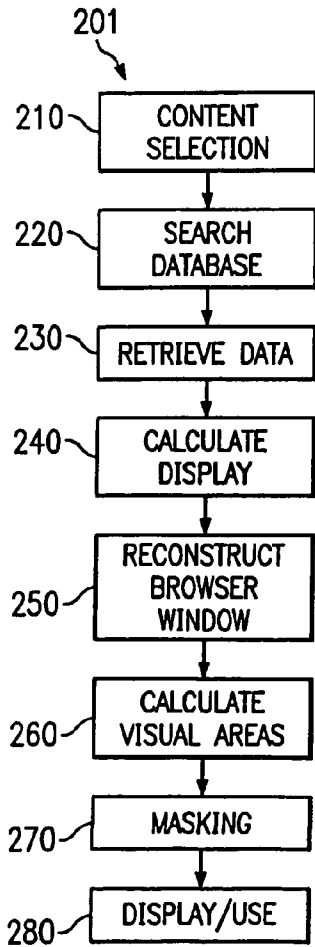 201
210
CONTENT
SELECTION
220
SEARCH
DATABASE
230
RETRIEVE DATA
240
CALCULATE
DISPLAY
250
RECONSTRUCT
BROWSER
WINDOW
260
CALCULATE
VISUAL AREAS
270
MASKING
280
DISPLAY/USE